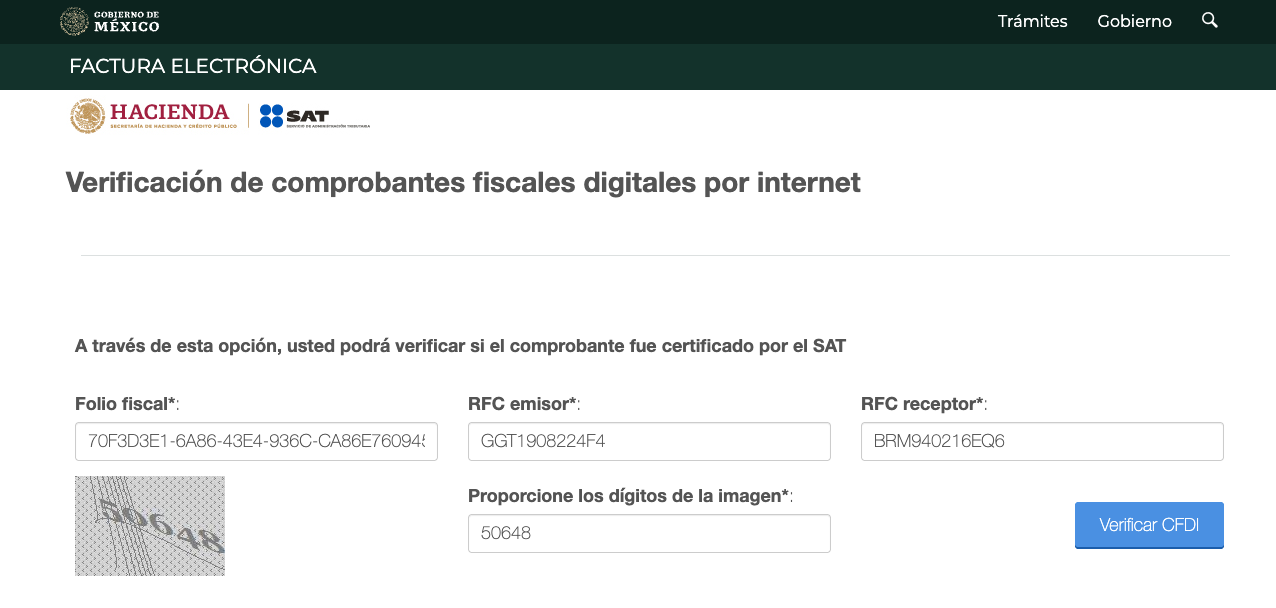 GOBIERNO DE
MÉXICO
Trámites Gobierno
FACTURA ELECTRÓNICA
HACIENDA
SECRETARÍA DE HACIENDA Y CRÉDITO PÚBLICO
SAT
SERVICIO DE ADMINISTRACIÓN TRIBUTARIA
Verificación de comprobantes fiscales digitales por internet
A través de esta opción, usted podrá verificar si el comprobante fue certificado por el SAT
Folio fiscal*: RFC emisor*: RFC receptor*:
70F3D3E1-6A86-43E4-936C-CA86E760945 GGT1908224F4 BRM940216EQ6
50648
Proporcione los dígitos de la imagen*:
50648
Verificar CFDI